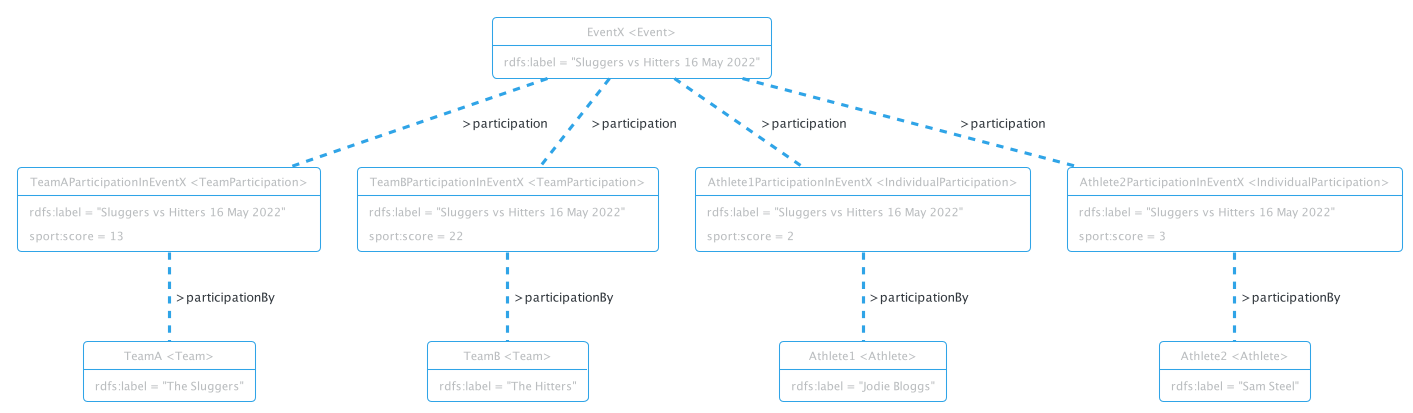 EventX <Event>
rdfs:label = "Sluggers vs Hitters 16 May 2022"
> participation
> participation
> participation
> participation
TeamAParticipationInEventX <TeamParticipation>
rdfs:label = "Sluggers vs Hitters 16 May 2022"
sport:score = 13
TeamBParticipationInEventX <TeamParticipation>
rdfs:label = "Sluggers vs Hitters 16 May 2022"
sport:score = 22
Athlete1ParticipationInEventX <IndividualParticipation>
rdfs:label = "Sluggers vs Hitters 16 May 2022"
sport:score = 2
Athlete2ParticipationInEventX <IndividualParticipation>
rdfs:label = "Sluggers vs Hitters 16 May 2022"
sport:score = 3
> participationBy
> participationBy
> participationBy
> participationBy
TeamA <Team>
rdfs:label = "The Sluggers"
TeamB <Team>
rdfs:label = "The Hitters"
Athlete1 <Athlete>
rdfs:label = "Jodie Bloggs"
Athlete2 <Athlete>
rdfs:label = "Sam Steel"